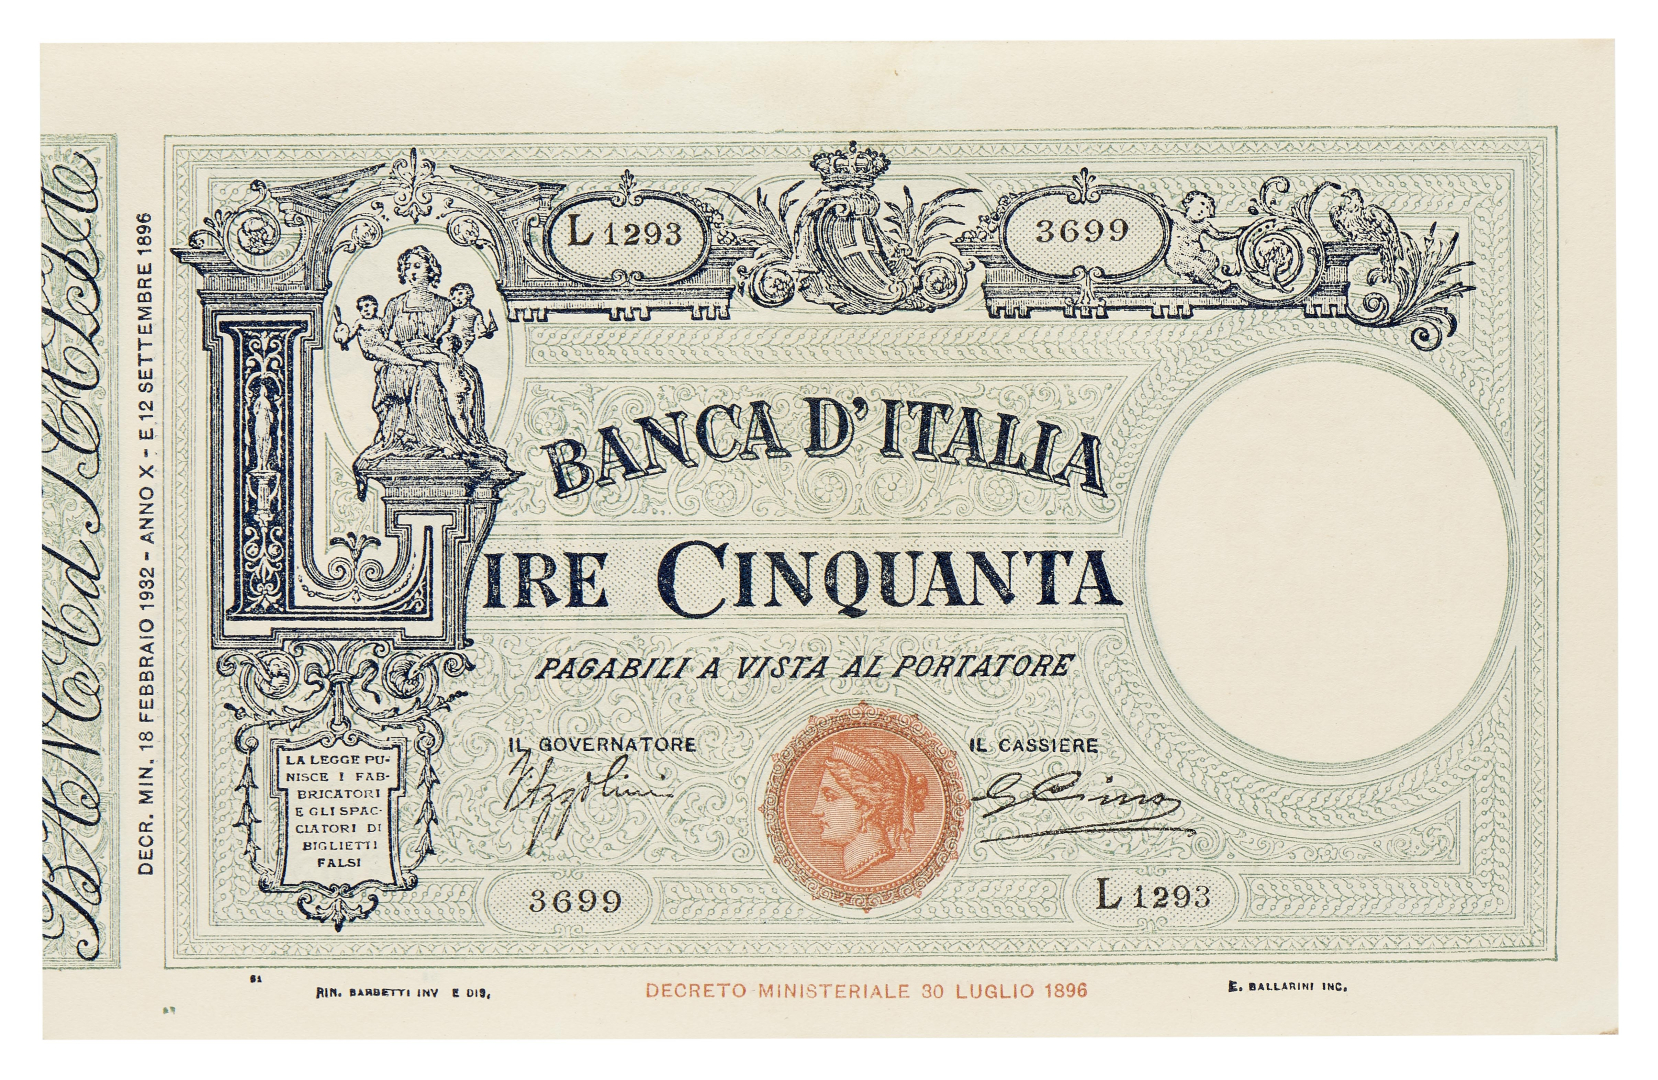 L 1293
3699
BANCA D'ITALIA
LIRE CINQUANTA
PAGABILI A VISTA AL PORTATORE
IL GOVERNATORE
IL CASSIERE
LA LEGGE PU-
NISCE I FAB-
BRICATORI
E GLI SPAC-
CIATORI DI
BIGLIETTI
FALSI
3699
L 1293
DECR. MIN. 18 FEBBRAIO 1932 - ANNO X - E 12 SETTEMBRE 1896
RIN. BARBETTI INV E DIS.
DECRETO MINISTERIALE 30 LUGLIO 1896
E. BALLARINI INC.